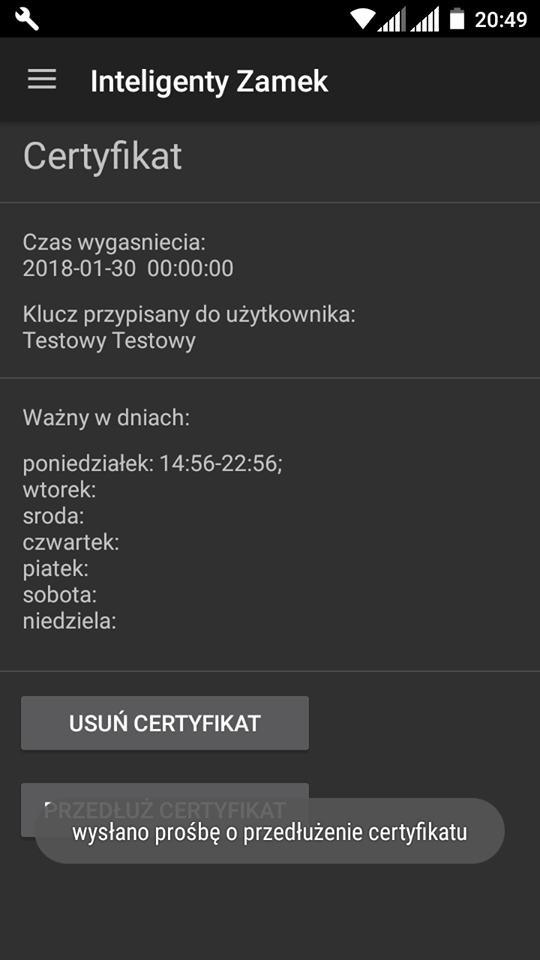 20:49
Inteligenty Zamek
Certyfikat
Czas wygasniecia:
2018-01-30 00:00:00
Klucz przypisany do użytkownika:
Testowy Testowy
Ważny w dniach:
poniedziałek: 14:56-22:56;
wtorek:
sroda:
czwartek:
piatek:
sobota:
niedziela:
USUŃ CERTYFIKAT
PRZEDŁUŻ CERTYFIKAT
wysłano prośbę o przedłużenie certyfikatu